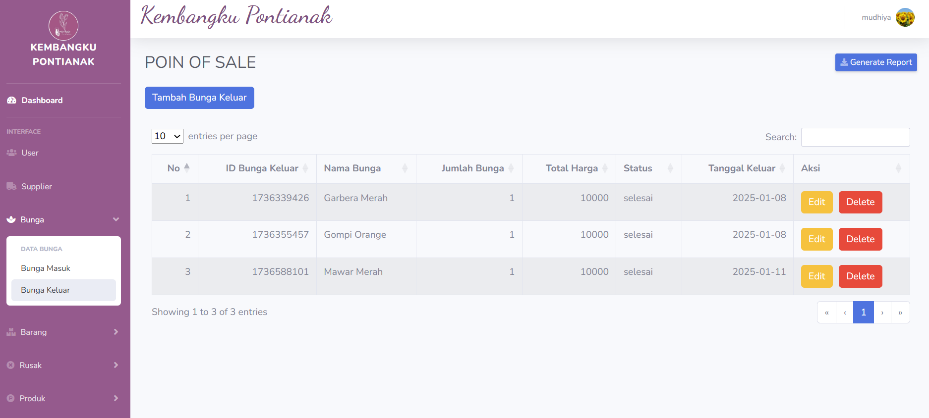 KEMBANGKU
PONTIANAK
Dashboard
INTERFACE
User
Supplier
Bunga
DATA BUNGA
Bunga Masuk
Bunga Keluar
Barang
Rusak
Produk
Kembangku Pontianak
mudhiya
POIN OF SALE
Generate Report
Tambah Bunga Keluar
10 entries per page
Search:
No ID Bunga Keluar Nama Bunga Jumlah Bunga Total Harga Status Tanggal Keluar Aksi
1 1736339426 Garbera Merah 1 10000 selesai 2025-01-08 Edit Delete
2 1736355457 Gompi Orange 1 10000 selesai 2025-01-08 Edit Delete
3 1736588101 Mawar Merah 1 10000 selesai 2025-01-11 Edit Delete
Showing 1 to 3 of 3 entries
« ‹ 1 › »